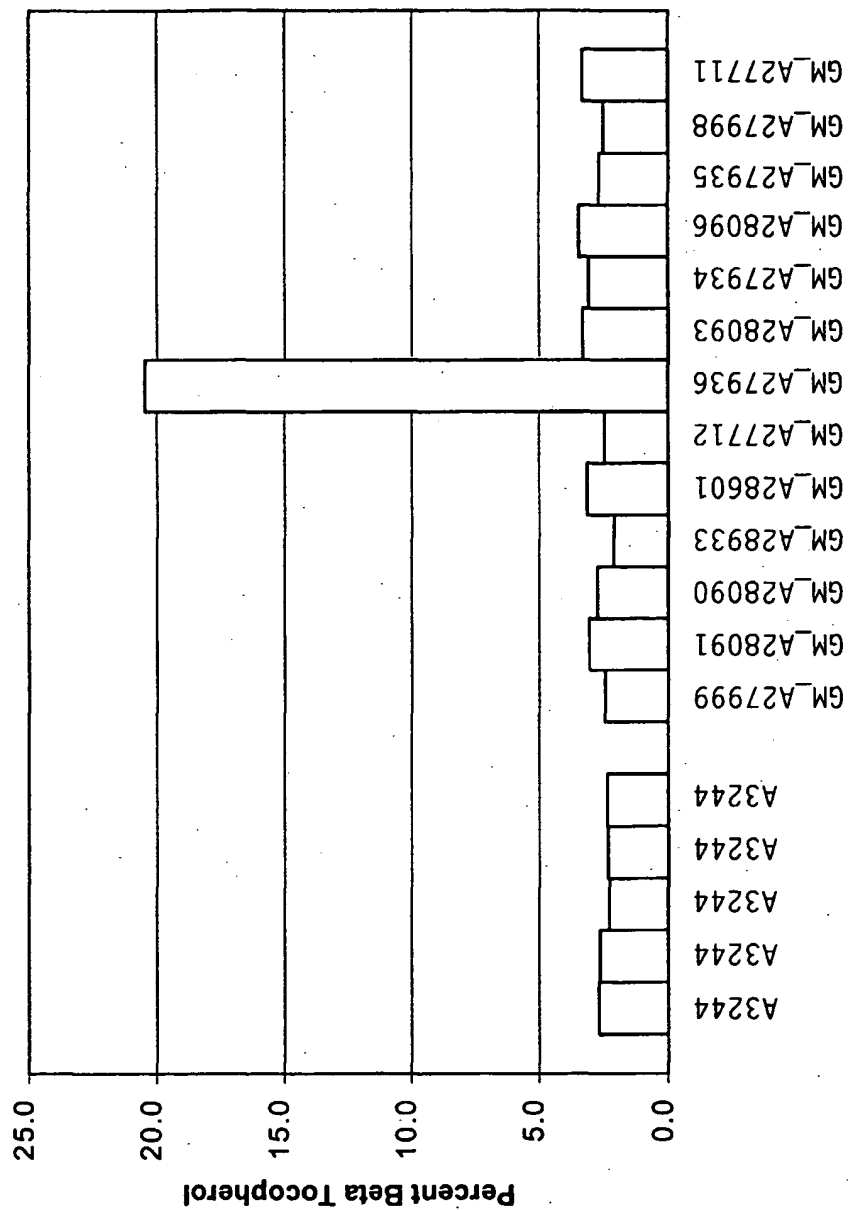 Percent Beta Tocopherol
25.0
20.0
15.0
10.0
5.0
0.0
A3244
A3244
A3244
A3244
A3244
GM_A27999
GM_A28091
GM_A28090
GM_A28933
GM_A28601
GM_A27712
GM_A27936
GM_A28093
GM_A27934
GM_A28096
GM_A27935
GM_A27998
GM_A27711